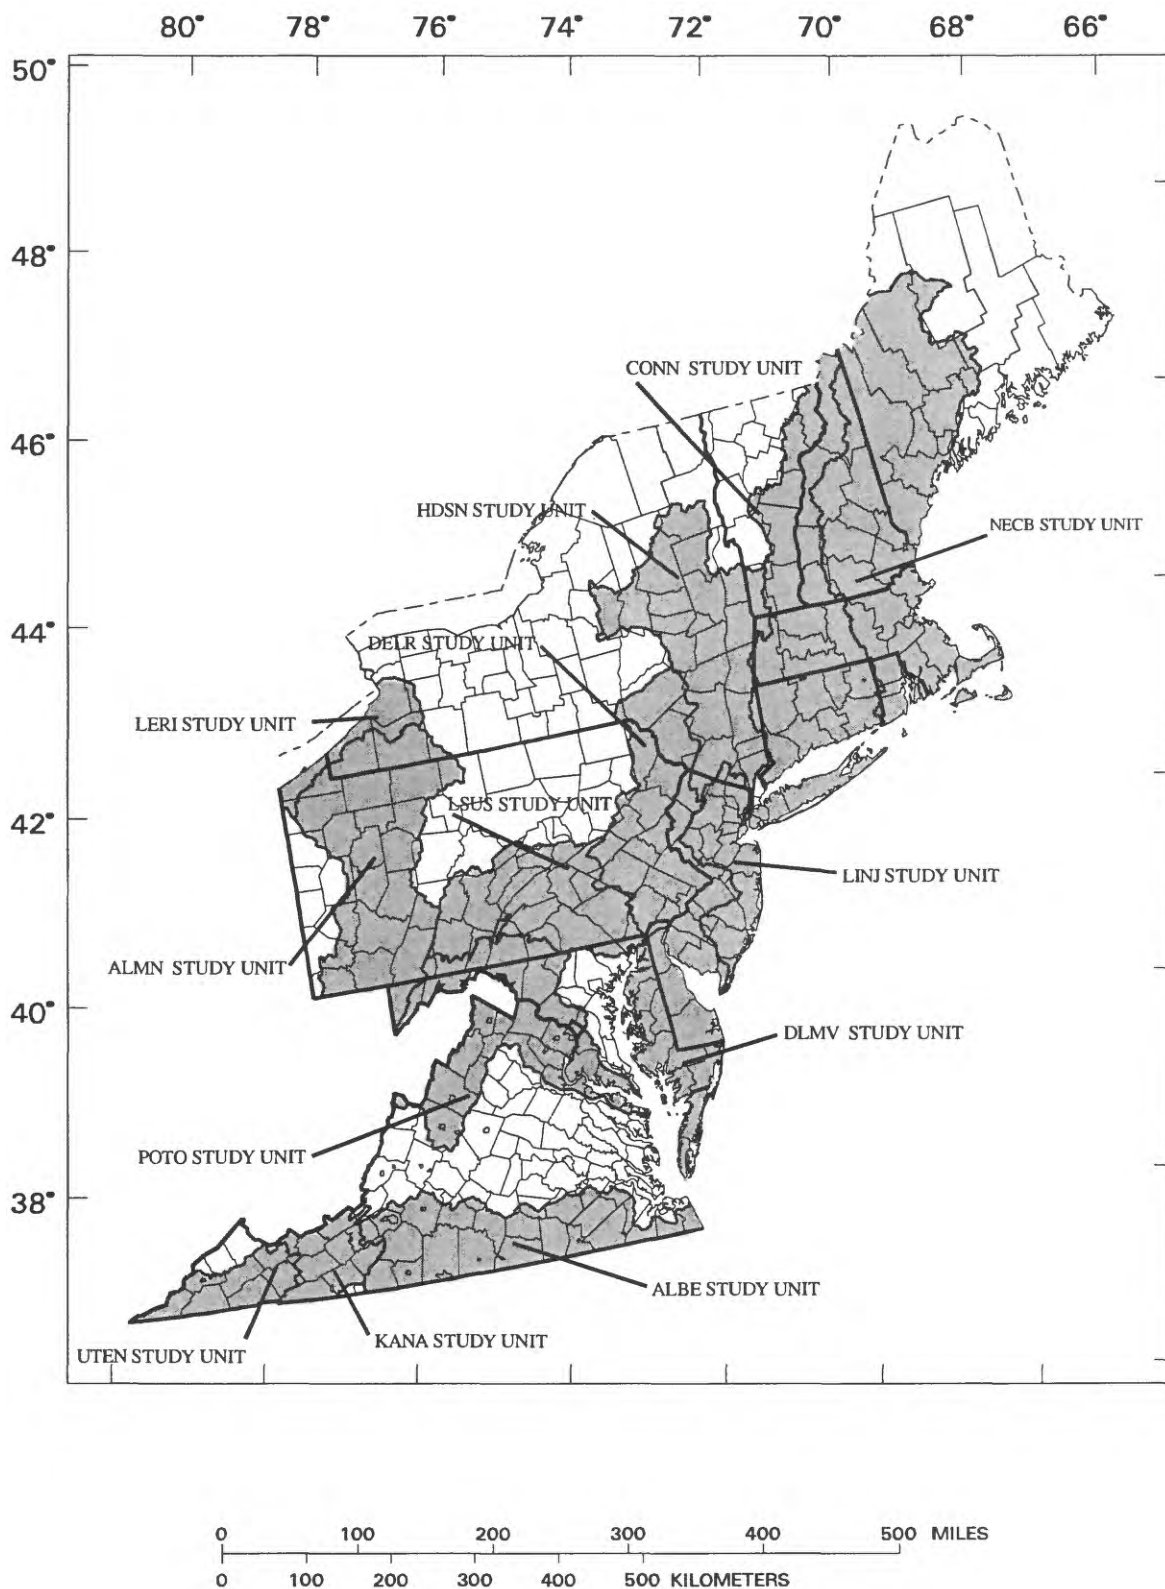 80° 78° 76° 74° 72° 70° 68° 66°
50°
48°
CONN STUDY UNIT
46°
HDSN STUDY UNIT
NECB STUDY UNIT
44°
DELR STUDY UNIT
LERI STUDY UNIT
LSUS STUDY UNIT
42°
LINJ STUDY UNIT
ALMN STUDY UNIT
40°
DLMV STUDY UNIT
POTO STUDY UNIT
38°
ALBE STUDY UNIT
KANA STUDY UNIT
UTEN STUDY UNIT
0 100 200 300 400 500 MILES
0 100 200 300 400 500 KILOMETERS